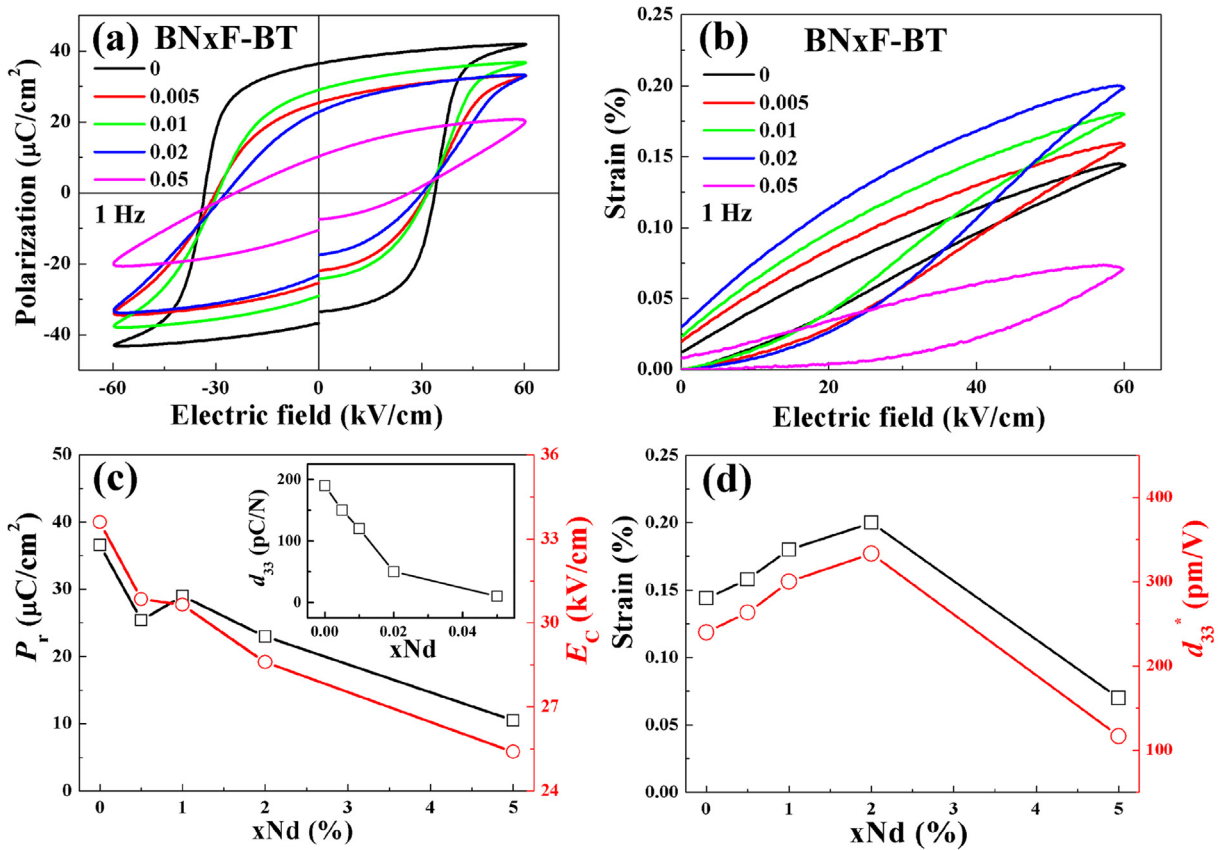 (a) BNxF-BT
0
0.005
0.01
0.02
0.05
1 Hz
Polarization (μC/cm²)
40
20
0
-20
-40
-60 -30 0 30 60
Electric field (kV/cm)
(b) BNxF-BT
0
0.005
0.01
0.02
0.05
1 Hz
Strain (%)
0.25
0.20
0.15
0.10
0.05
0.00
0 20 40 60
Electric field (kV/cm)
(c)
Pr (μC/cm²)
50
40
30
20
10
0
0 1 2 3 4 5
xNd (%)
EC (kV/cm)
36
33
30
27
24
d33 (pC/N)
200
100
0
0.00 0.02 0.04
xNd
(d)
Strain (%)
0.25
0.20
0.15
0.10
0.05
0.00
0 1 2 3 4 5
xNd (%)
d33* (pm/V)
400
300
200
100